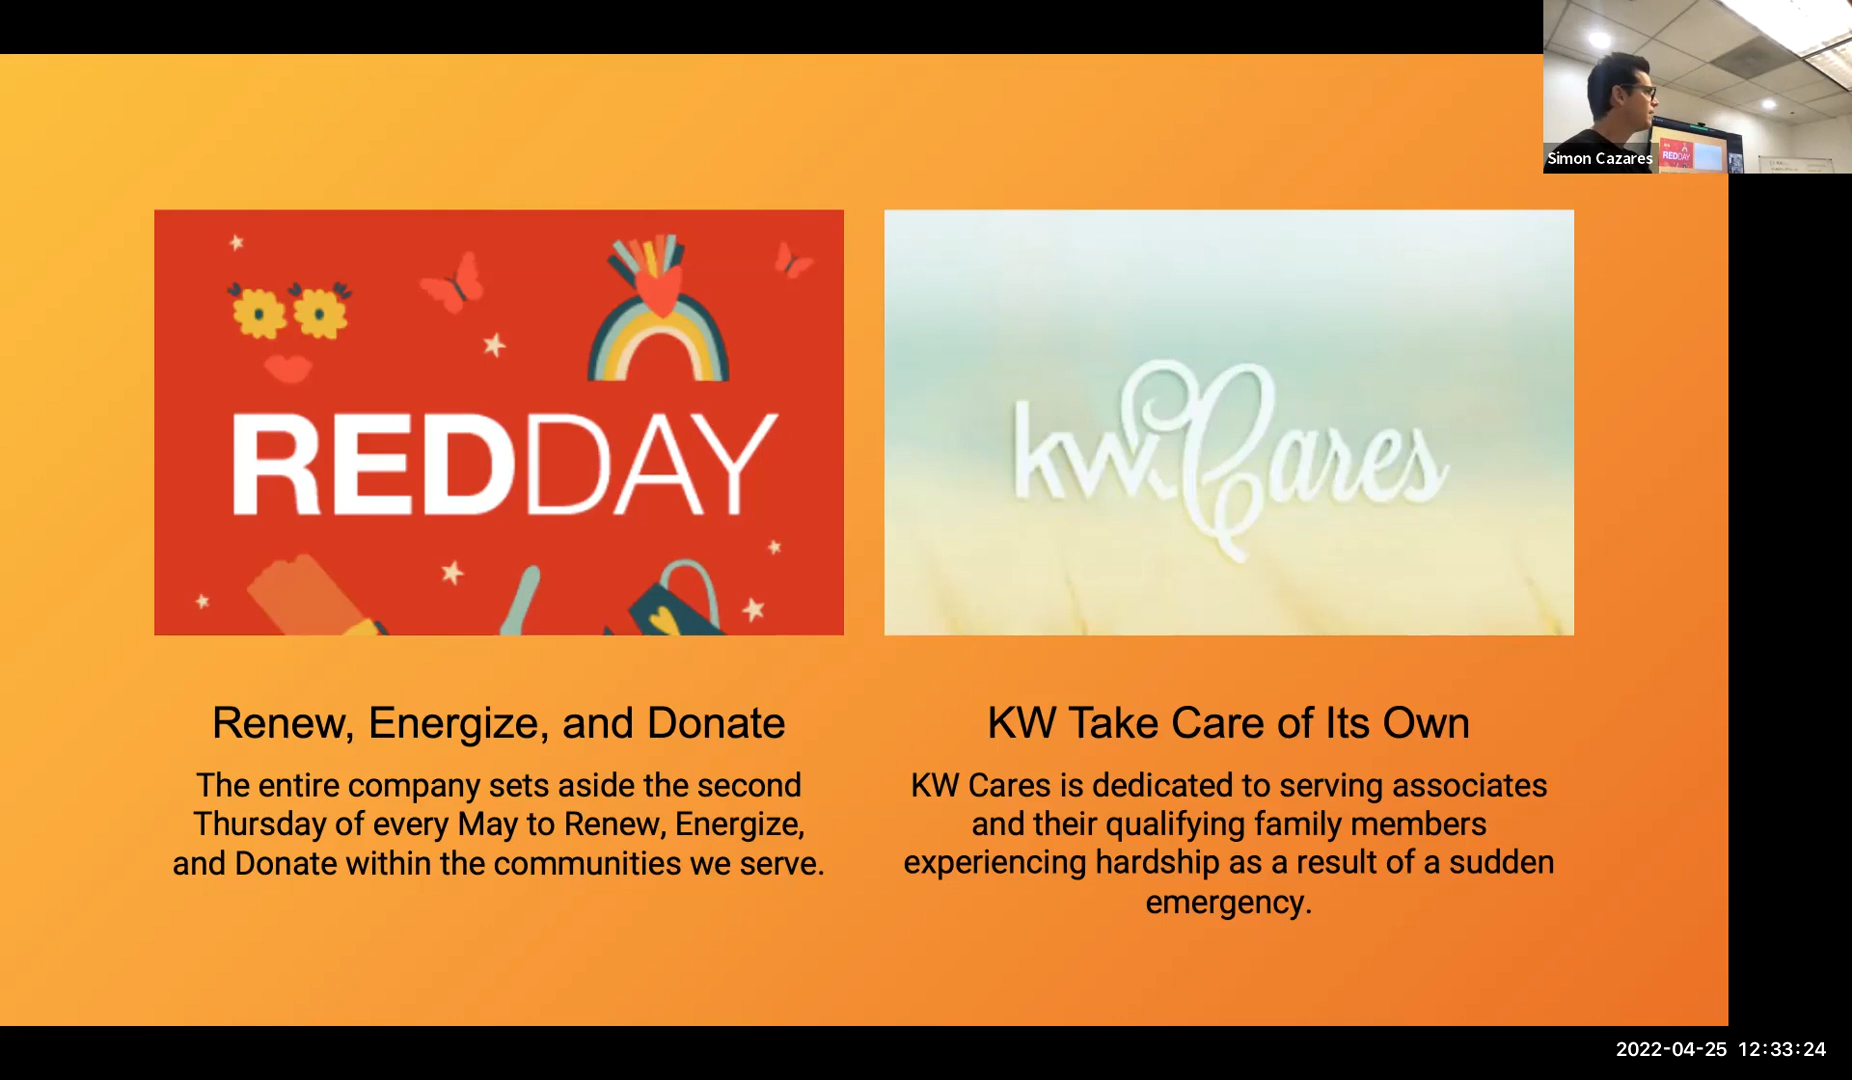 Simon Cazares
REDDAY
REDDAY
kw Cares
Renew, Energize, and Donate
The entire company sets aside the second
Thursday of every May to Renew, Energize,
and Donate within the communities we serve.
KW Take Care of Its Own
KW Cares is dedicated to serving associates
and their qualifying family members
experiencing hardship as a result of a sudden
emergency.
2022-04-25 12:33:24